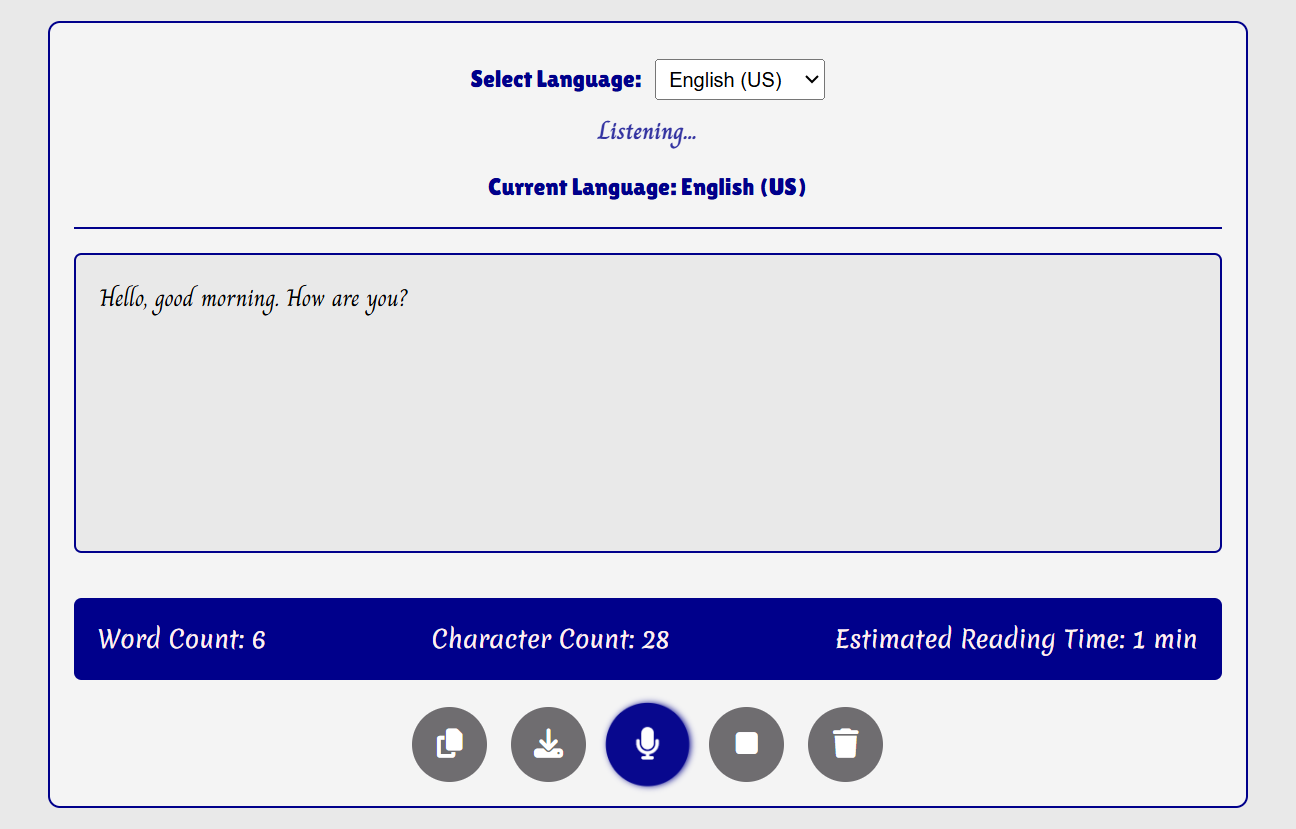 Select Language: English (US)
Listening...
Current Language: English (US)
Hello, good morning. How are you?
Word Count: 6 Character Count: 28 Estimated Reading Time: 1 min